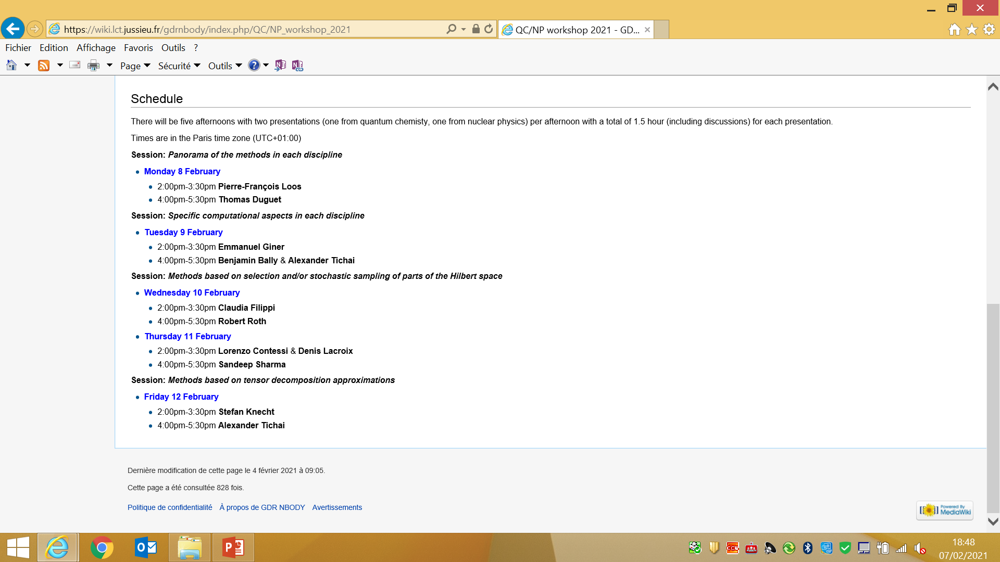 https://wiki.lct.jussieu.fr/gdrnbody/index.php/QC/NP_workshop_2021
QC/NP workshop 2021 - GD...
Fichier Edition Affichage Favoris Outils ?
Page Sécurité Outils
Schedule
There will be five afternoons with two presentations (one from quantum chemisty, one from nuclear physics) per afternoon with a total of 1.5 hour (including discussions) for each presentation.
Times are in the Paris time zone (UTC+01:00)
Session: Panorama of the methods in each discipline
Monday 8 February
2:00pm-3:30pm Pierre-François Loos
4:00pm-5:30pm Thomas Duguet
Session: Specific computational aspects in each discipline
Tuesday 9 February
2:00pm-3:30pm Emmanuel Giner
4:00pm-5:30pm Benjamin Bally & Alexander Tichai
Session: Methods based on selection and/or stochastic sampling of parts of the Hilbert space
Wednesday 10 February
2:00pm-3:30pm Claudia Filippi
4:00pm-5:30pm Robert Roth
Thursday 11 February
2:00pm-3:30pm Lorenzo Contessi & Denis Lacroix
4:00pm-5:30pm Sandeep Sharma
Session: Methods based on tensor decomposition approximations
Friday 12 February
2:00pm-3:30pm Stefan Knecht
4:00pm-5:30pm Alexander Tichai
Dernière modification de cette page le 4 février 2021 à 09:05.
Cette page a été consultée 828 fois.
Politique de confidentialité À propos de GDR NBODY Avertissements
Powered By
MediaWiki
18:48
07/02/2021